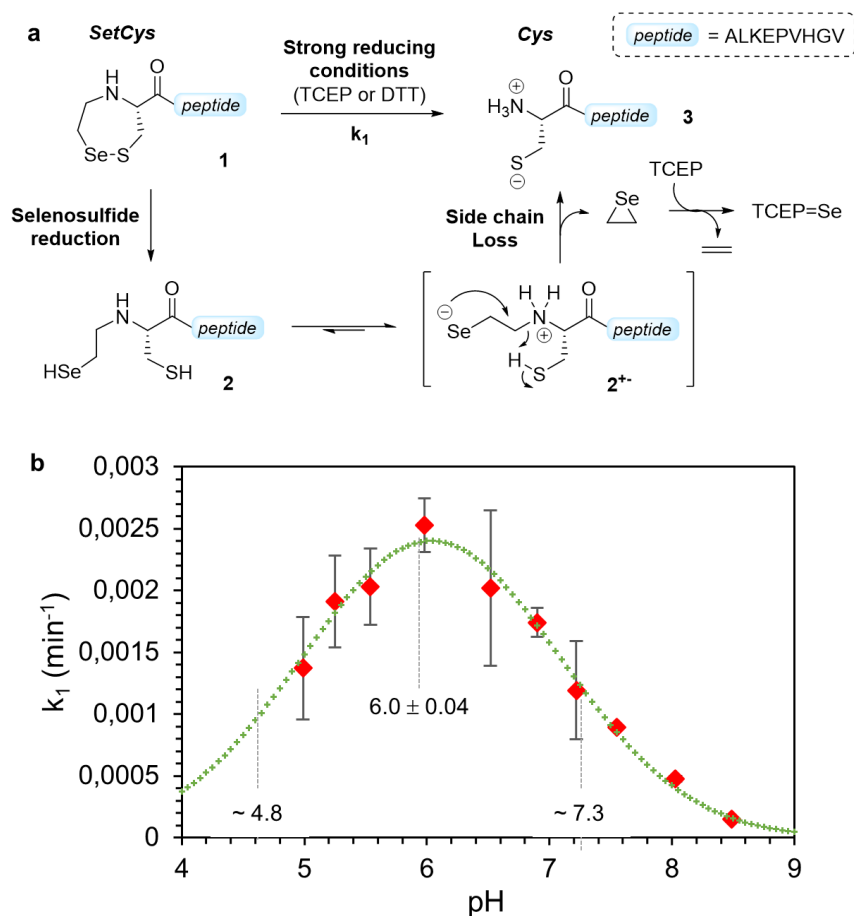 a
SetCys
Strong reducing
conditions
(TCEP or DTT)
k1
Cys
peptide = ALKEPVHGV
H
N
O
peptide
Se-S
1
H3N
⊕
O
peptide
S
⊖
3
Selenosulfide
reduction
Side chain
Loss
Se
TCEP
TCEP=Se
H
N
O
peptide
HSe
SH
2
⊖
Se
H H
N
⊕
O
peptide
H
S
2+-
b
k1 (min-1)
0,003
0,0025
0,002
0,0015
0,001
0,0005
0
6.0 ± 0.04
~ 4.8
~ 7.3
4 5 6 7 8 9
pH